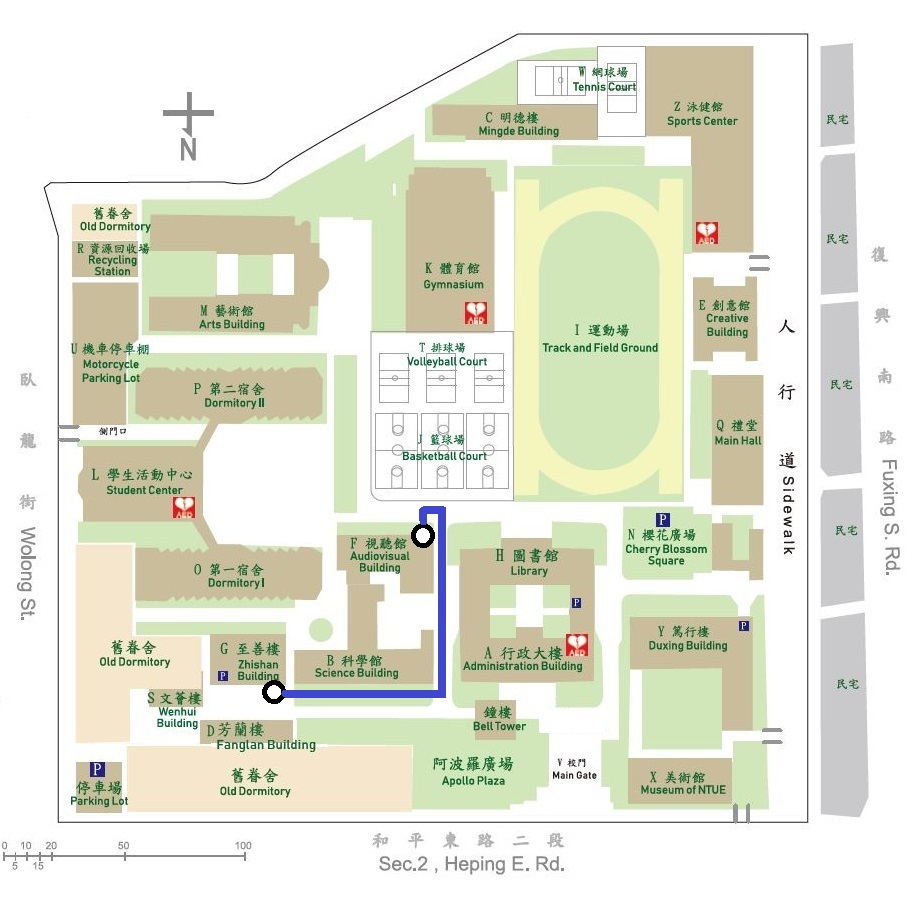 W 網球場
Tennis Court
C 明德樓
Mingde Building
Z 泳健館
Sports Center
民宅
N
舊眷舍
Old Dormitory
R 資源回收場
Recycling
Station
K 體育館
Gymnasium
AED
AED
民宅
復
興
南
路
Fuxing S. Rd.
M 藝術館
Arts Building
E 創意館
Creative
Building
I 運動場
Track and Field Ground
人
行
道
Sidewalk
U 機車停車棚
Motorcycle
Parking Lot
T 排球場
Volleyball Court
P 第二宿舍
Dormitory II
民宅
臥
龍
街
Wolong St.
側門口
J 籃球場
Basketball Court
Q 禮堂
Main Hall
L 學生活動中心
Student Center
AED
P
N 櫻花廣場
Cherry Blossom
Square
民宅
F 視聽館
Audiovisual
Building
H 圖書館
Library
O 第一宿舍
Dormitory I
P
舊眷舍
Old Dormitory
G 至善樓
Zhishan
Building
P
B 科學館
Science Building
A 行政大樓
Administration Building
AED
Y 篤行樓
Duxing Building
P
民宅
S 文薈樓
Wenhui
Building
D 芳蘭樓
Fanglan Building
鐘樓
Bell Tower
P
停車場
Parking Lot
舊眷舍
Old Dormitory
阿波羅廣場
Apollo Plaza
V 校門
Main Gate
X 美術館
Museum of NTUE
0 10 20 50 100
5 15
和平東路二段
Sec.2 , Heping E. Rd.